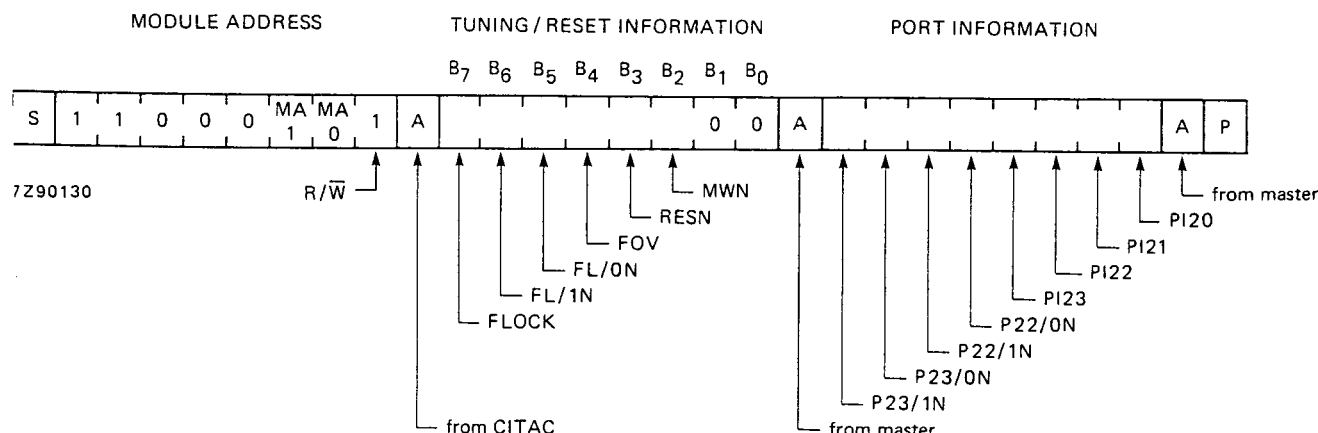 MODULE ADDRESS TUNING / RESET INFORMATION PORT INFORMATION
B7 B6 B5 B4 B3 B2 B1 B0
S 1 1 0 0 0 MA 1 MA 0 1 A 0 0 A A P
7Z90130 R/W̅ MWN from master
RESN PI20
FOV PI21
FL/0N PI22
FL/1N PI23
FLOCK P22/0N
P22/1N
P23/0N
P23/1N
from CITAC from master